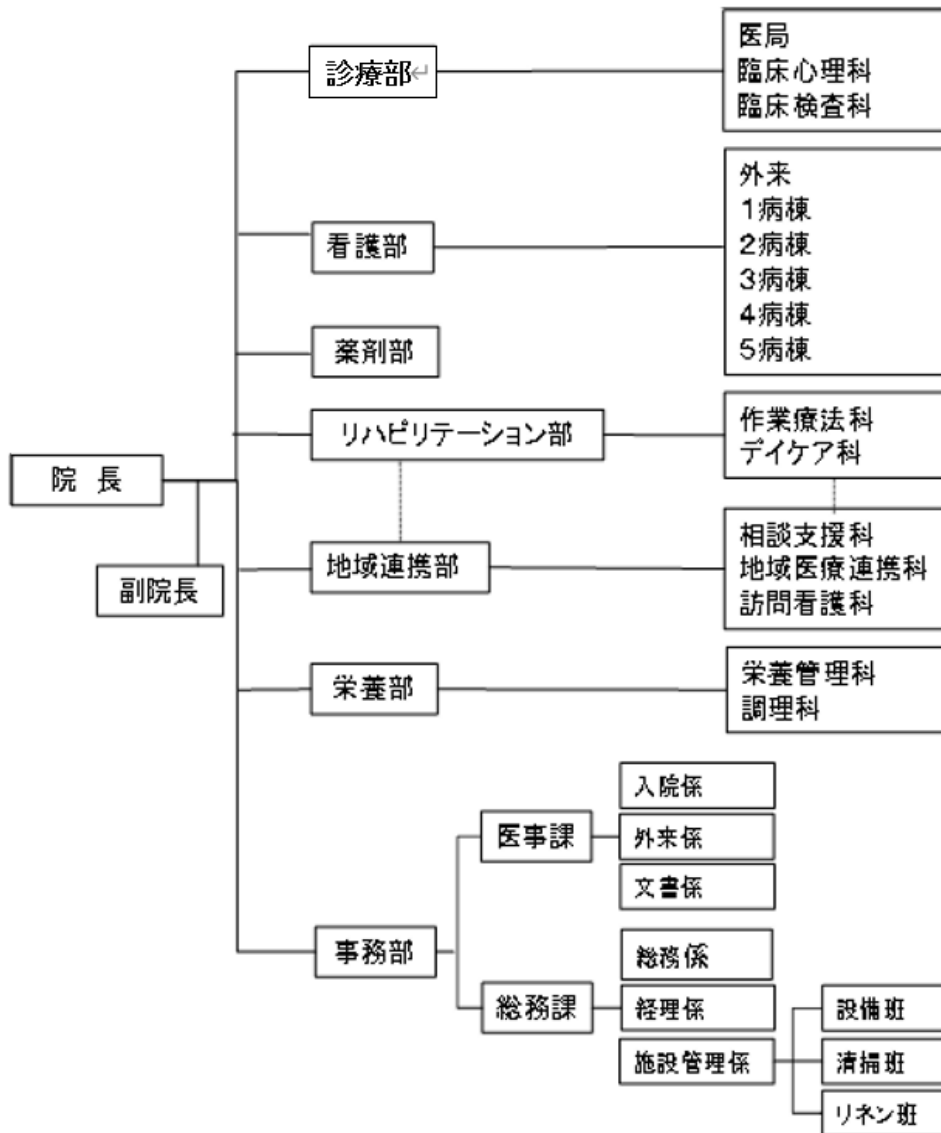 診療部↵
医局
臨床心理科
臨床検査科
看護部
外来
1病棟
2病棟
3病棟
4病棟
5病棟
薬剤部
リハビリテーション部
作業療法科
デイケア科
院 長
副院長
地域連携部
相談支援科
地域医療連携科
訪問看護科
栄養部
栄養管理科
調理科
事務部
医事課
入院係
外来係
文書係
総務課
総務係
経理係
施設管理係
設備班
清掃班
リネン班